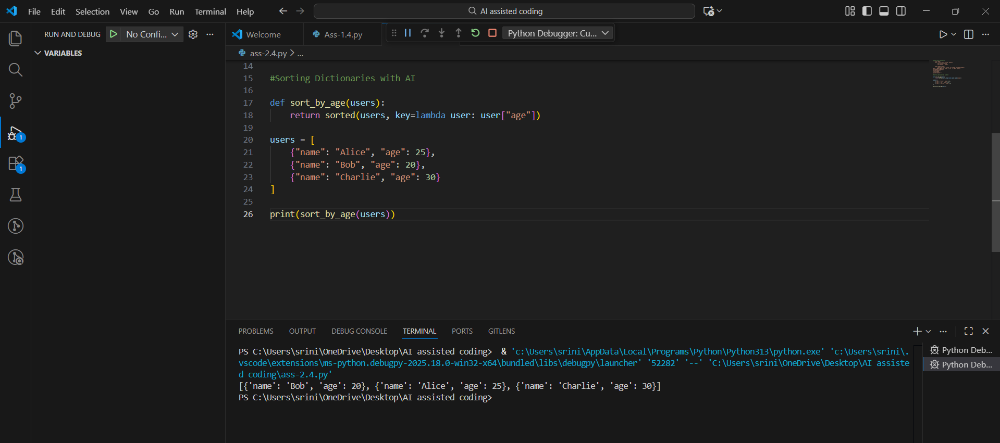 File Edit Selection View Go Run Terminal Help
AI assisted coding
RUN AND DEBUG
No Confi...
VARIABLES
1
1
Welcome
Ass-1.4.py
Python Debugger: Cu...
ass-2.4.py > ...
14
15 #Sorting Dictionaries with AI
16
17 def sort_by_age(users):
18     return sorted(users, key=lambda user: user["age"])
19
20 users = [
21     {"name": "Alice", "age": 25},
22     {"name": "Bob", "age": 20},
23     {"name": "Charlie", "age": 30}
24 ]
25
26 print(sort_by_age(users))
PROBLEMS OUTPUT DEBUG CONSOLE TERMINAL PORTS GITLENS
PS C:\Users\srini\OneDrive\Desktop\AI assisted coding>  & 'c:\Users\srini\AppData\Local\Programs\Python\Python313\python.exe' 'c:\Users\srini\.
vscode\extensions\ms-python.debugpy-2025.18.0-win32-x64\bundled\libs\debugpy\launcher' '52282' '--' 'C:\Users\srini\OneDrive\Desktop\AI assiste
d coding\ass-2.4.py'
[{'name': 'Bob', 'age': 20}, {'name': 'Alice', 'age': 25}, {'name': 'Charlie', 'age': 30}]
PS C:\Users\srini\OneDrive\Desktop\AI assisted coding>
Python Deb...
Python Deb...